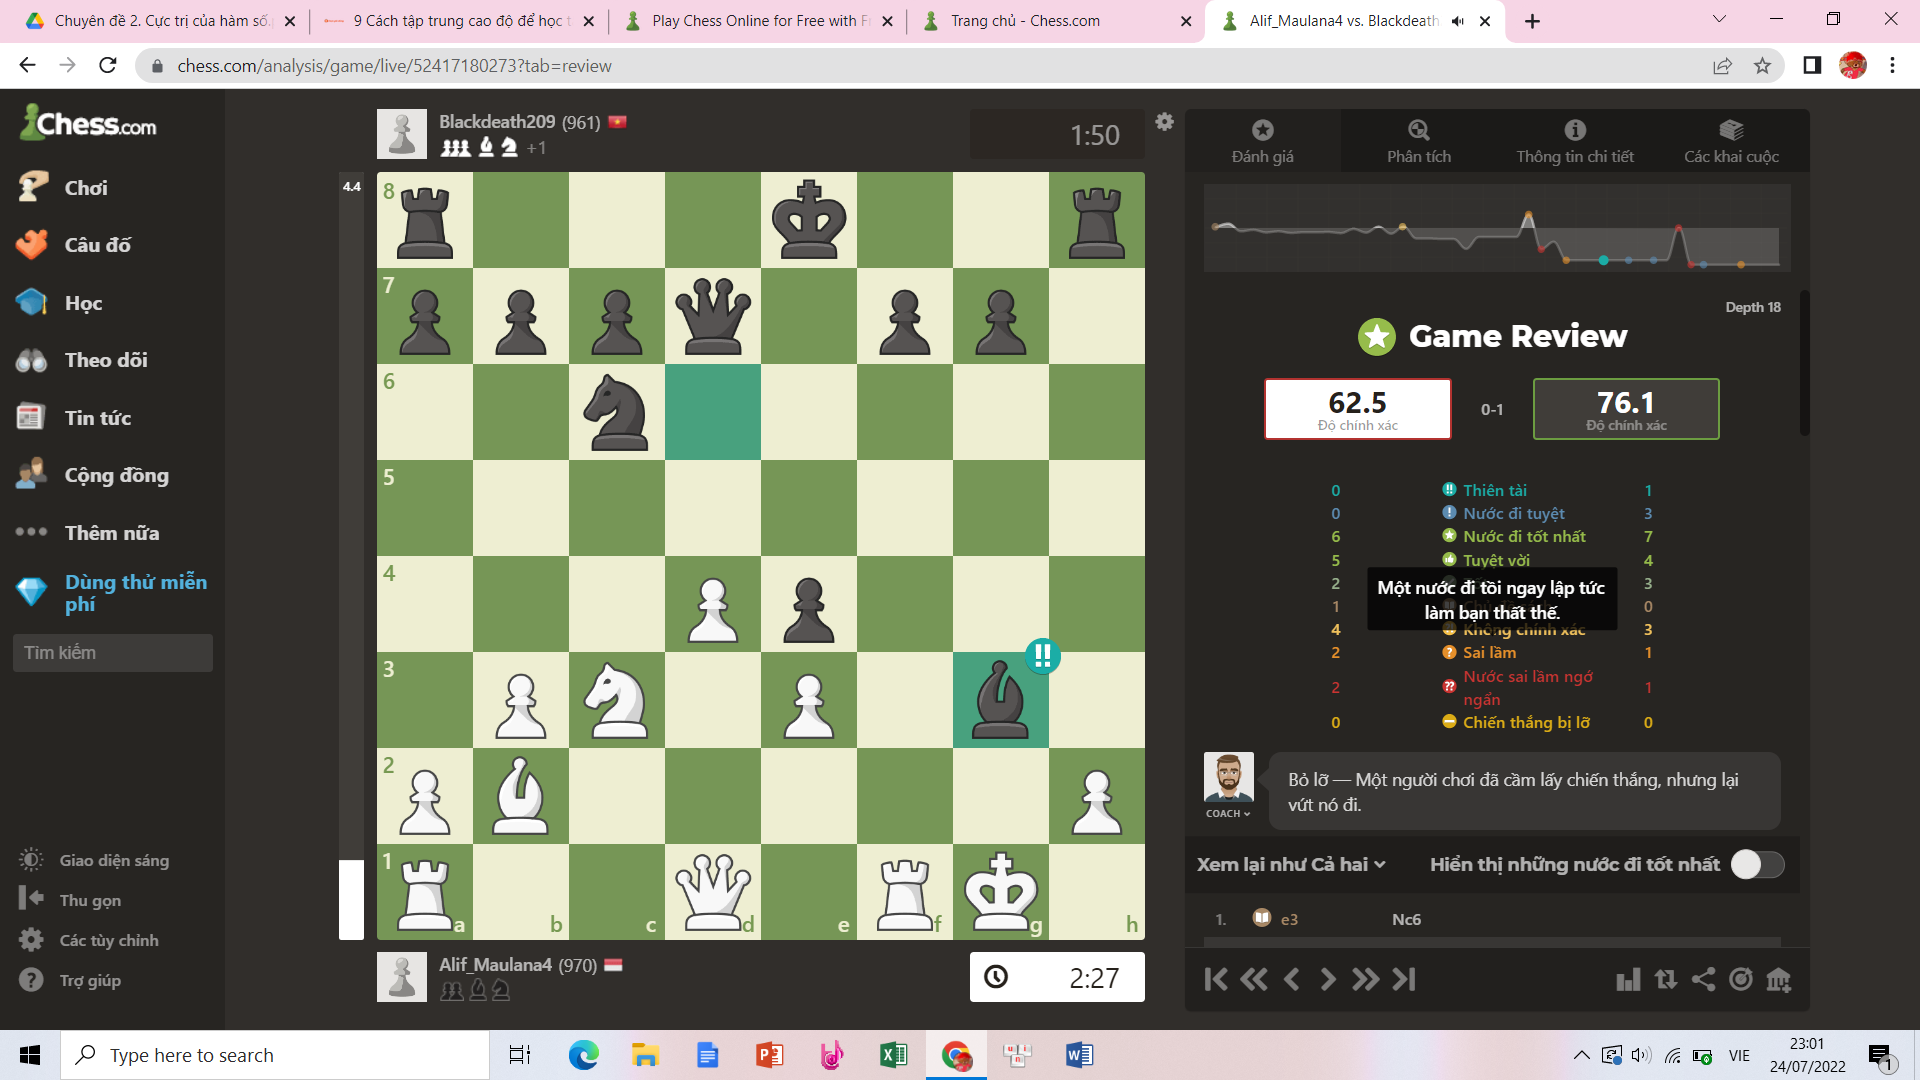 Chuyên đề 2. Cực trị của hàm số.
9 Cách tập trung cao độ để học t
Play Chess Online for Free with F
Trang chủ - Chess.com
Alif_Maulana4 vs. Blackdeath
chess.com/analysis/game/live/52417180273?tab=review
Chess.com
Chơi
Câu đố
Học
Theo dõi
Tin tức
Cộng đồng
Thêm nữa
Dùng thử miễn
phí
Tìm kiếm
Giao diện sáng
Thu gọn
Các tùy chỉnh
Trợ giúp
Blackdeath209 (961)
+1
1:50
4.4
8
7
6
5
4
3
2
1
a b c d e f g h
!!
Alif_Maulana4 (970)
2:27
Đánh giá
Phân tích
Thông tin chi tiết
Các khai cuộc
Depth 18
Game Review
62.5
Độ chính xác
0-1
76.1
Độ chính xác
0 !! Thiên tài 1
0 ! Nước đi tuyệt 3
6 Nước đi tốt nhất 7
5 Tuyệt vời 4
2 3
1 0
Một nước đi tồi ngay lập tức
làm bạn thất thế.
4 Không chính xác 3
2 ? Sai lầm 1
2 ?? Nước sai lầm ngớ
ngẩn 1
0 Chiến thắng bị lỡ 0
COACH
Bỏ lỡ — Một người chơi đã cầm lấy chiến thắng, nhưng lại
vứt nó đi.
Xem lại như Cả hai
Hiển thị những nước đi tốt nhất
1. e3 Nc6
Type here to search
VIE
23:01
24/07/2022
1